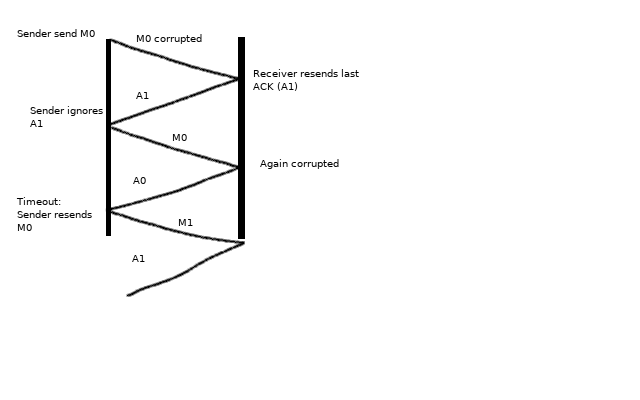 Sender send M0
M0 corrupted
Receiver resends last
ACK (A1)
A1
Sender ignores
A1
M0
Again corrupted
A0
Timeout:
Sender resends
M0
M1
A1